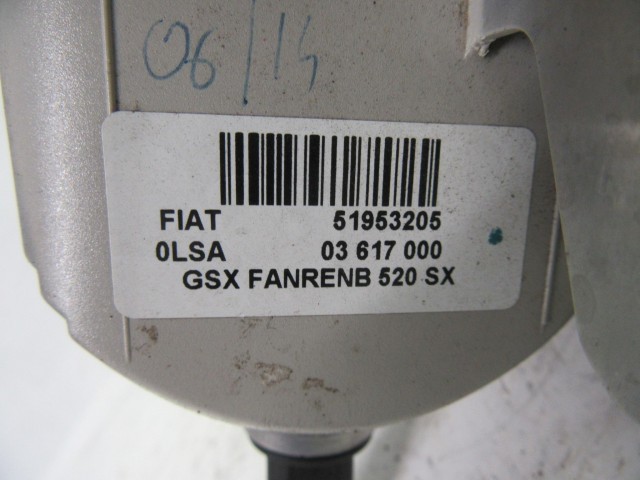 06/14
FIAT 51953205
0LSA 03 617 000
GSX FANRENB 520 SX